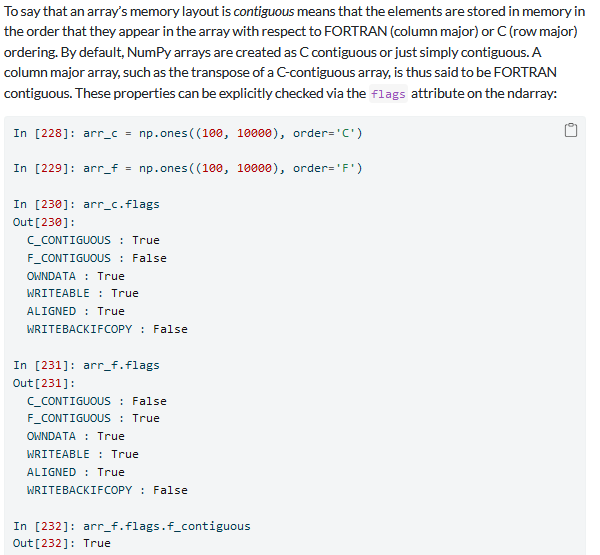 To say that an array's memory layout is contiguous means that the elements are stored in memory in
the order that they appear in the array with respect to FORTRAN (column major) or C (row major)
ordering. By default, NumPy arrays are created as C contiguous or just simply contiguous. A
column major array, such as the transpose of a C-contiguous array, is thus said to be FORTRAN
contiguous. These properties can be explicitly checked via the flags attribute on the ndarray:
In [228]: arr_c = np.ones((100, 10000), order='C')
In [229]: arr_f = np.ones((100, 10000), order='F')
In [230]: arr_c.flags
Out[230]:
  C_CONTIGUOUS : True
  F_CONTIGUOUS : False
  OWNDATA : True
  WRITEABLE : True
  ALIGNED : True
  WRITEBACKIFCOPY : False
In [231]: arr_f.flags
Out[231]:
  C_CONTIGUOUS : False
  F_CONTIGUOUS : True
  OWNDATA : True
  WRITEABLE : True
  ALIGNED : True
  WRITEBACKIFCOPY : False
In [232]: arr_f.flags.f_contiguous
Out[232]: True